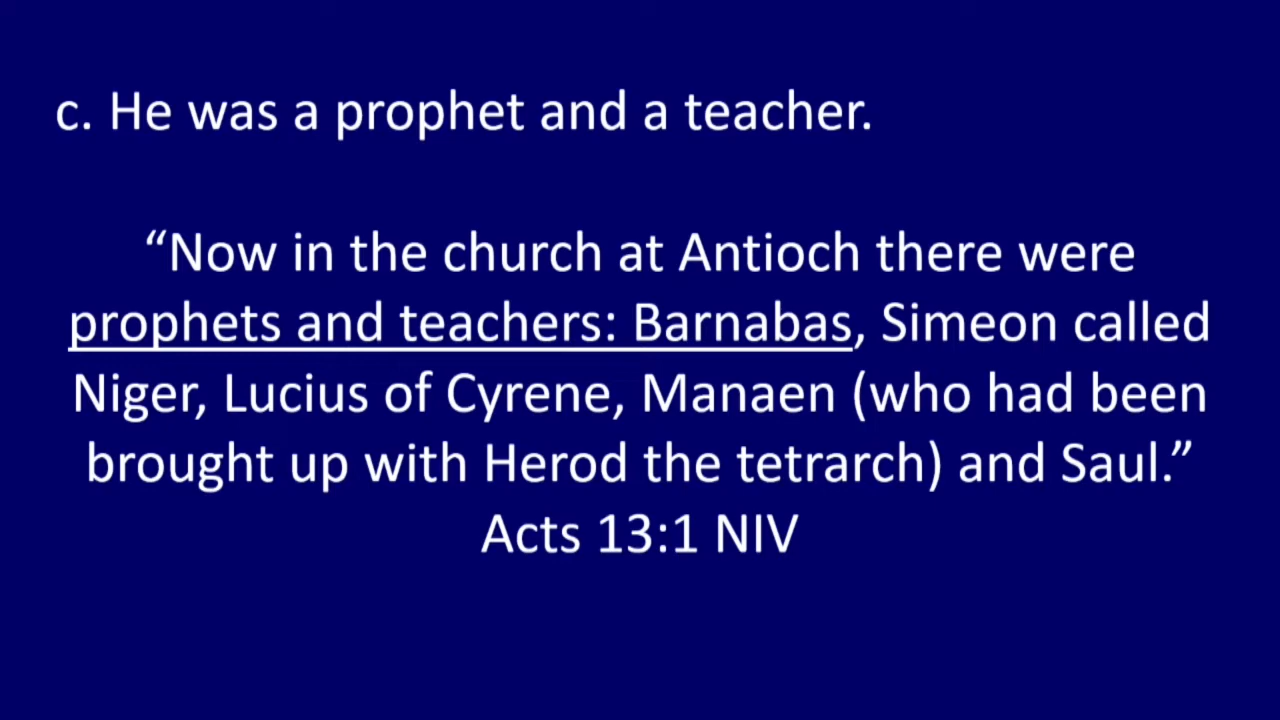 c. He was a prophet and a teacher.
“Now in the church at Antioch there were
prophets and teachers: Barnabas, Simeon called
Niger, Lucius of Cyrene, Manaen (who had been
brought up with Herod the tetrarch) and Saul.”
Acts 13:1 NIV